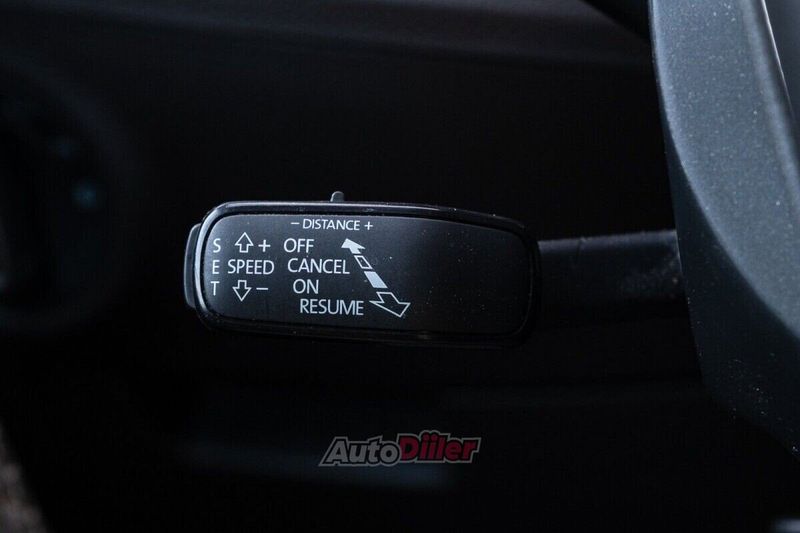 − DISTANCE +
S + OFF
E SPEED CANCEL
T − ON
RESUME
AutoDiiler